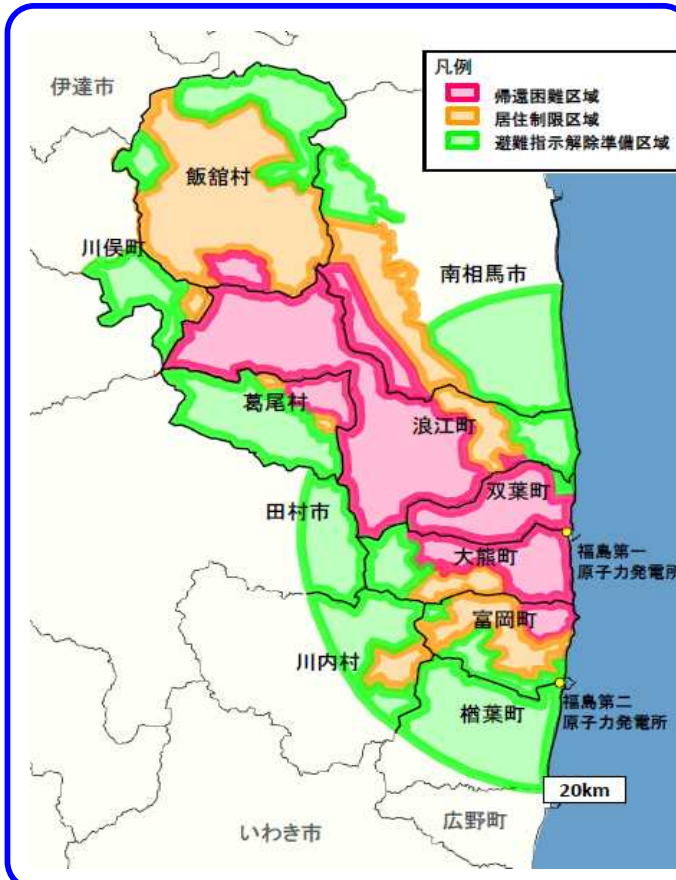 伊達市
凡例
帰還困難区域
居住制限区域
避難指示解除準備区域
飯舘村
川俣町
南相馬市
葛尾村
浪江町
双葉町
田村市
大熊町
福島第一
原子力発電所
富岡町
川内村
福島第二
原子力発電所
楢葉町
20km
広野町
いわき市